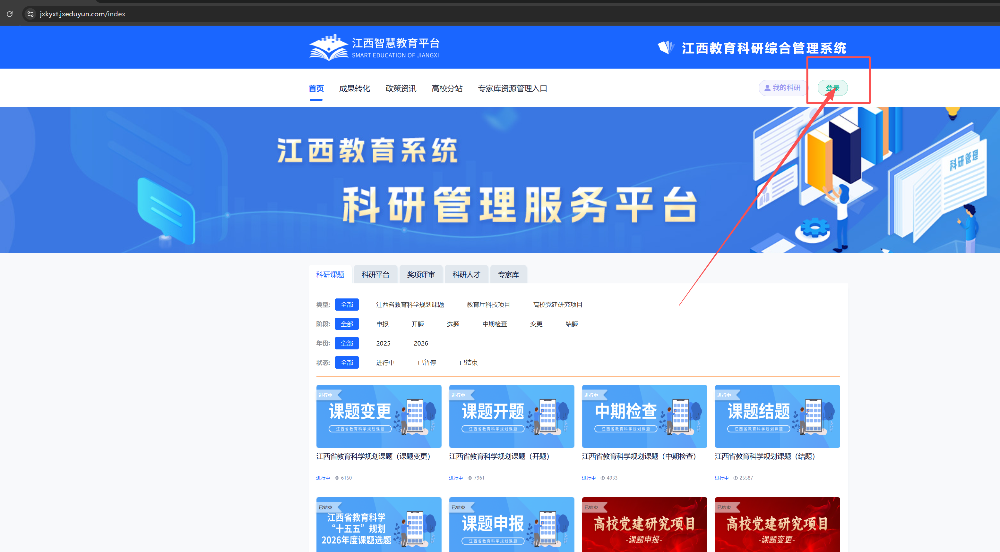 jxkyxt.jxeduyun.com/index
江西智慧教育平台
SMART EDUCATION OF JIANGXI
江西教育科研综合管理系统
首页 成果转化 政策资讯 高校分站 专家库资源管理入口 我的科研 登录
江西教育系统
科研管理服务平台
科研管理
科研课题 科研平台 奖项评审 科研人才 专家库
类型: 全部 江西省教育科学规划课题 教育厅科技项目 高校党建研究项目
阶段: 全部 申报 开题 选题 中期检查 变更 结题
年份: 全部 2025 2026
状态: 全部 进行中 已暂停 已结束
进行中
课题变更
江西省教育科学规划课题
江西省教育科学规划课题（课题变更）
进行中 6150
进行中
课题开题
江西省教育科学规划课题
江西省教育科学规划课题（开题）
进行中 7961
进行中
中期检查
江西省教育科学规划课题
江西省教育科学规划课题（中期检查）
进行中 4933
进行中
课题结题
江西省教育科学规划课题
江西省教育科学规划课题（结题）
进行中 25587
已结束
江西省教育科学
“十五五”规划
2026年度课题选题
已结束
课题申报
江西省教育科学规划课题
已结束
高校党建研究项目
-课题申报-
已结束
高校党建研究项目
-课题变更-